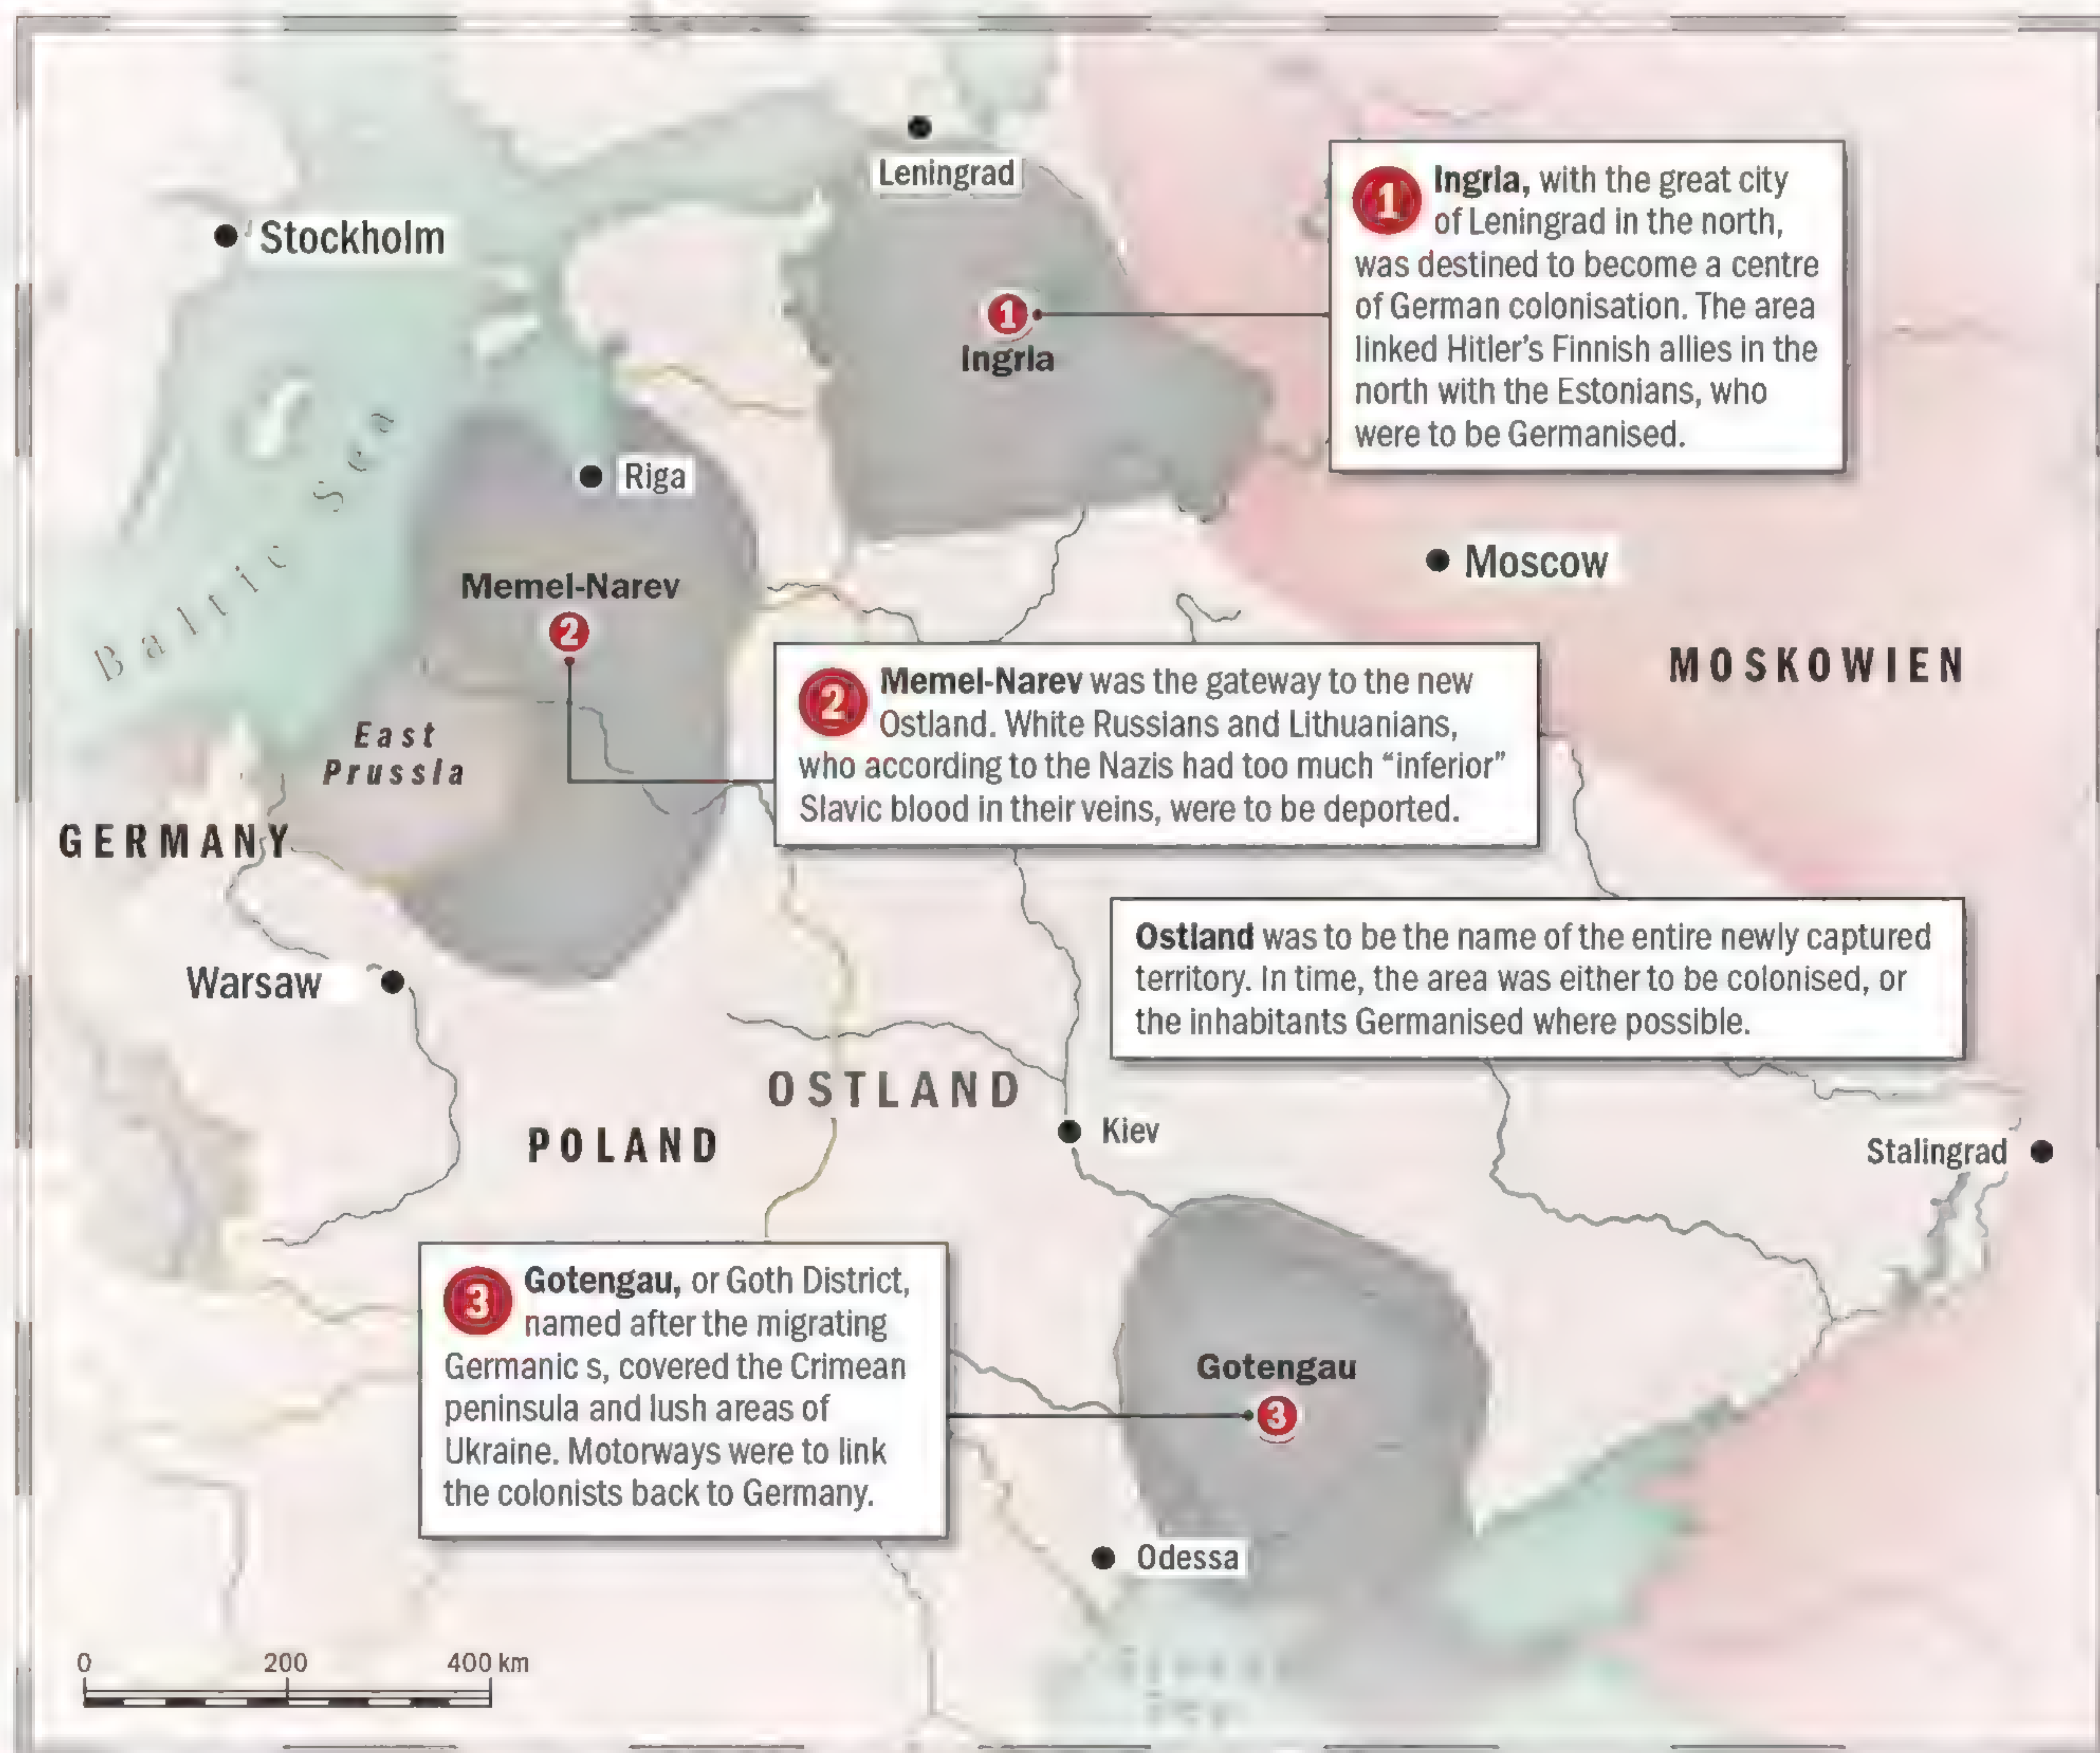 Leningrad
Stockholm
1
Ingria
1 Ingria, with the great city
of Leningrad in the north,
was destined to become a centre
of German colonisation. The area
linked Hitler's Finnish allies in the
north with the Estonians, who
were to be Germanised.
Baltic Sea
Riga
Moscow
Memel-Narev
2
MOSKOWIEN
2 Memel-Narev was the gateway to the new
Ostland. White Russians and Lithuanians,
who according to the Nazis had too much “inferior”
Slavic blood in their veins, were to be deported.
East
Prussia
GERMANY
Warsaw
Ostland was to be the name of the entire newly captured
territory. In time, the area was either to be colonised, or
the inhabitants Germanised where possible.
OSTLAND
POLAND
Kiev
Stalingrad
3 Gotengau, or Goth District,
named after the migrating
Germanic s, covered the Crimean
peninsula and lush areas of
Ukraine. Motorways were to link
the colonists back to Germany.
Gotengau
3
Odessa
0 200 400 km